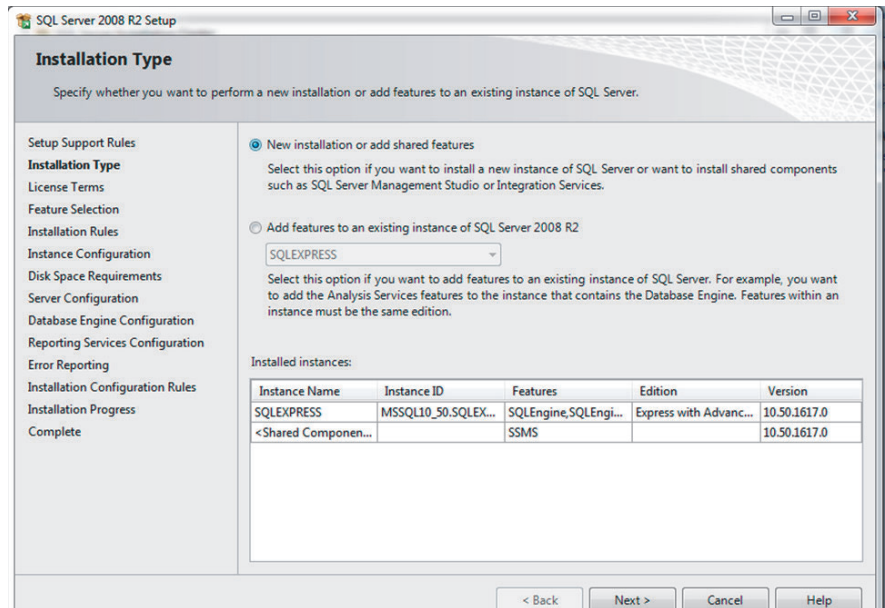 SQL Server 2008 R2 Setup
Installation Type
Specify whether you want to perform a new installation or add features to an existing instance of SQL Server.
Setup Support Rules
Installation Type
License Terms
Feature Selection
Installation Rules
Instance Configuration
Disk Space Requirements
Server Configuration
Database Engine Configuration
Reporting Services Configuration
Error Reporting
Installation Configuration Rules
Installation Progress
Complete
New installation or add shared features
Select this option if you want to install a new instance of SQL Server or want to install shared components
such as SQL Server Management Studio or Integration Services.
Add features to an existing instance of SQL Server 2008 R2
SQLEXPRESS
Select this option if you want to add features to an existing instance of SQL Server. For example, you want
to add the Analysis Services features to the instance that contains the Database Engine. Features within an
instance must be the same edition.
Installed instances:
Instance Name Instance ID Features Edition Version
SQLEXPRESS MSSQL10_50.SQLEX... SQLEngine,SQLEngi... Express with Advanc... 10.50.1617.0
<Shared Componen... SSMS 10.50.1617.0
< Back Next > Cancel Help